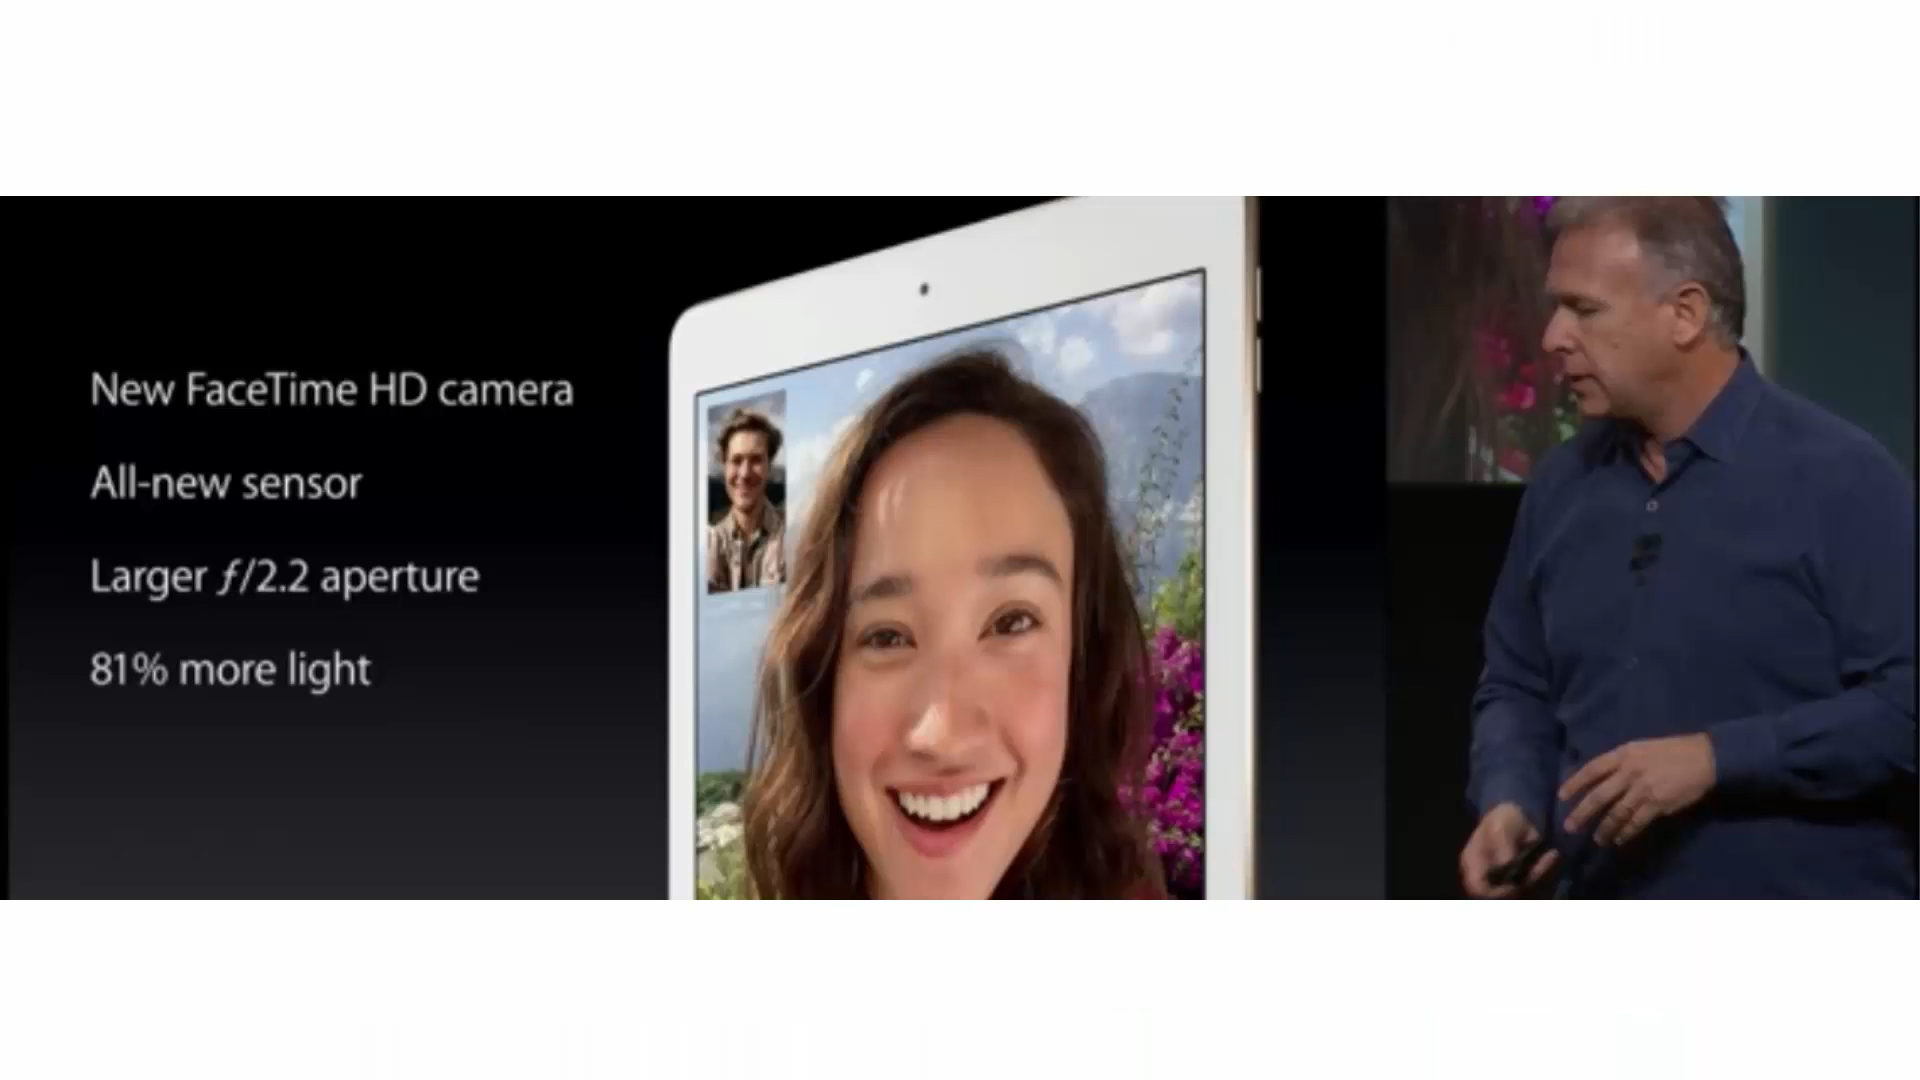 New FaceTime HD camera
All-new sensor
Larger ƒ/2.2 aperture
81% more light